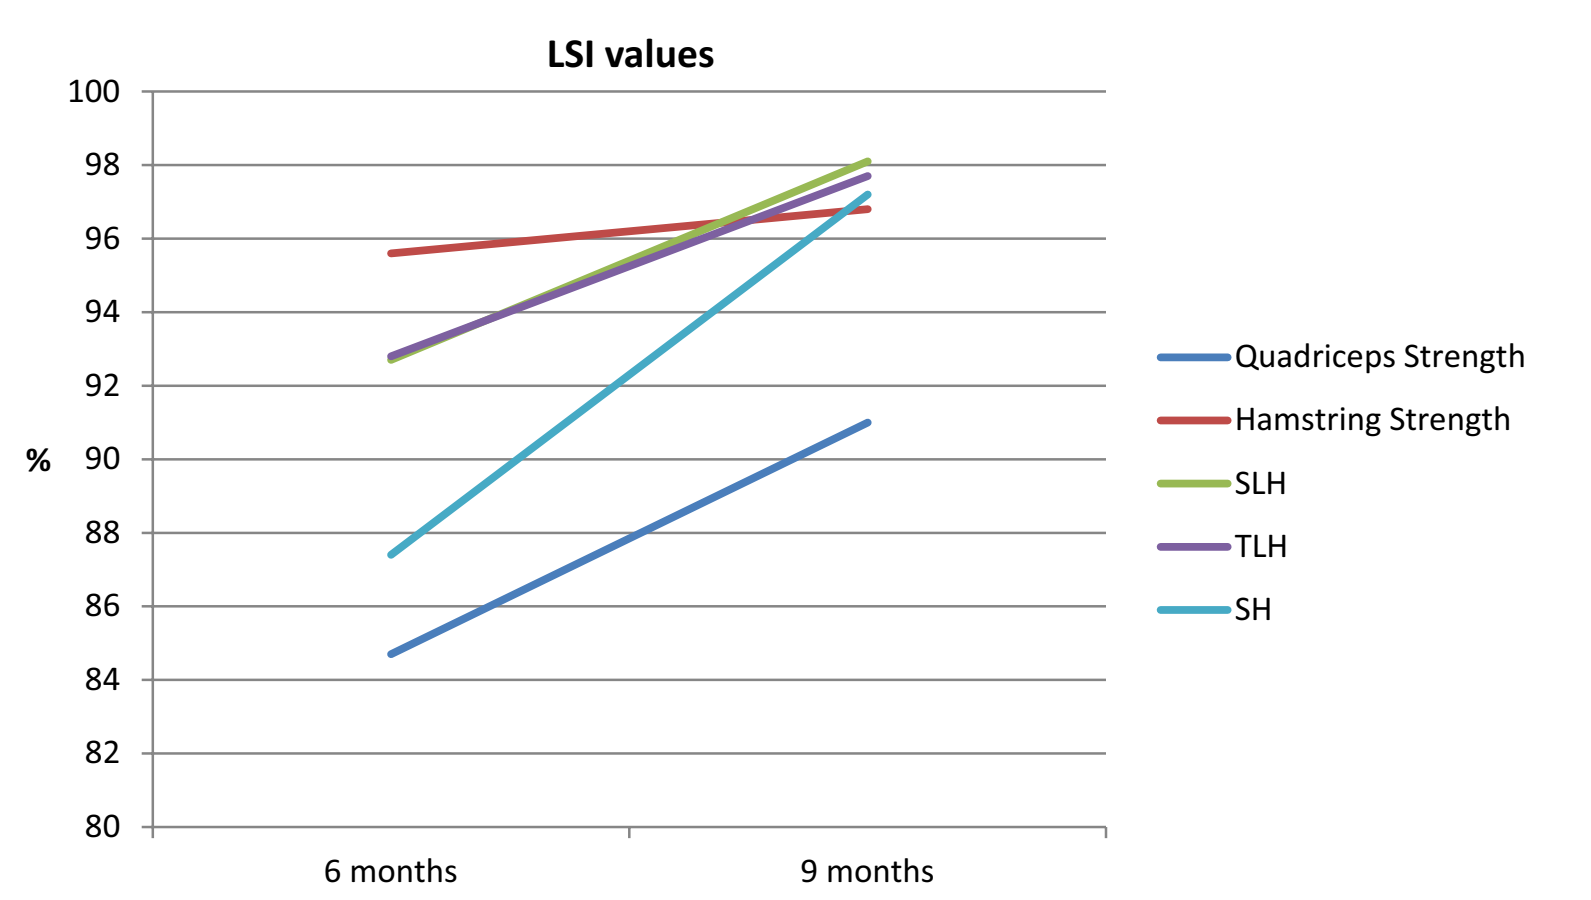 LSI values
100
98
96
94
92
% 90
88
86
84
82
80
6 months 9 months
Quadriceps Strength
Hamstring Strength
SLH
TLH
SH